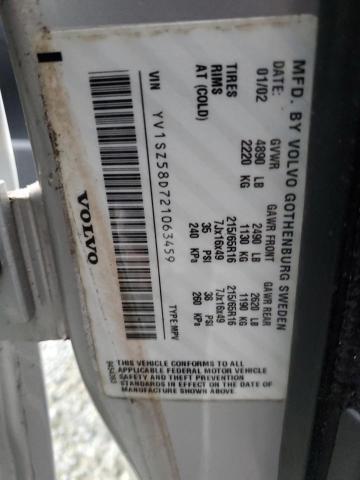 MFD. BY VOLVO GOTHENBURG SWEDEN
DATE: GVWR GAWR FRONT GAWR REAR
01/02 4890 LB 2490 LB 2620 LB
2220 KG 1130 KG 1190 KG
TIRES 215/65R16 215/65R16
RIMS 7Jx16x49 7Jx16x49
AT (COLD) 35 PSI 38 PSI
240 KPa 260 KPa
VIN YV1SZ58D721063459 TYPE:MPV
VOLVO
THIS VEHICLE CONFORMS TO ALL
APPLICABLE FEDERAL MOTOR VEHICLE
SAFETY AND THEFT PREVENTION
STANDARDS IN EFFECT ON THE DATE OF
MANUFACTURE SHOWN ABOVE.